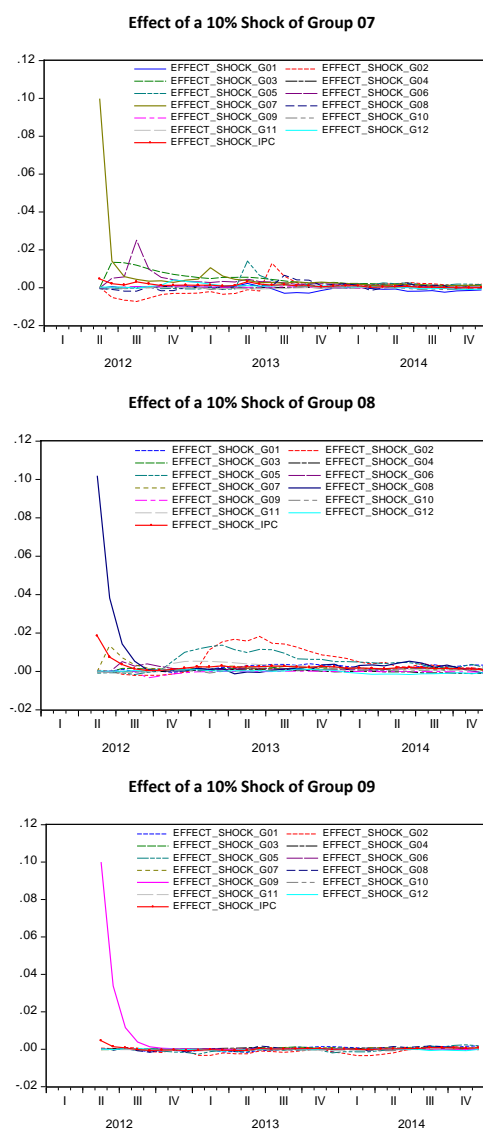 Effect of a 10% Shock of Group 07
.12
.10
.08
.06
.04
.02
.00
-.02
EFFECT_SHOCK_G01 EFFECT_SHOCK_G02
EFFECT_SHOCK_G03 EFFECT_SHOCK_G04
EFFECT_SHOCK_G05 EFFECT_SHOCK_G06
EFFECT_SHOCK_G07 EFFECT_SHOCK_G08
EFFECT_SHOCK_G09 EFFECT_SHOCK_G10
EFFECT_SHOCK_G11 EFFECT_SHOCK_G12
EFFECT_SHOCK_IPC
I II III IV I II III IV I II III IV
2012 2013 2014
Effect of a 10% Shock of Group 08
.12
.10
.08
.06
.04
.02
.00
-.02
EFFECT_SHOCK_G01 EFFECT_SHOCK_G02
EFFECT_SHOCK_G03 EFFECT_SHOCK_G04
EFFECT_SHOCK_G05 EFFECT_SHOCK_G06
EFFECT_SHOCK_G07 EFFECT_SHOCK_G08
EFFECT_SHOCK_G09 EFFECT_SHOCK_G10
EFFECT_SHOCK_G11 EFFECT_SHOCK_G12
EFFECT_SHOCK_IPC
I II III IV I II III IV I II III IV
2012 2013 2014
Effect of a 10% Shock of Group 09
.12
.10
.08
.06
.04
.02
.00
-.02
EFFECT_SHOCK_G01 EFFECT_SHOCK_G02
EFFECT_SHOCK_G03 EFFECT_SHOCK_G04
EFFECT_SHOCK_G05 EFFECT_SHOCK_G06
EFFECT_SHOCK_G07 EFFECT_SHOCK_G08
EFFECT_SHOCK_G09 EFFECT_SHOCK_G10
EFFECT_SHOCK_G11 EFFECT_SHOCK_G12
EFFECT_SHOCK_IPC
I II III IV I II III IV I II III IV
2012 2013 2014